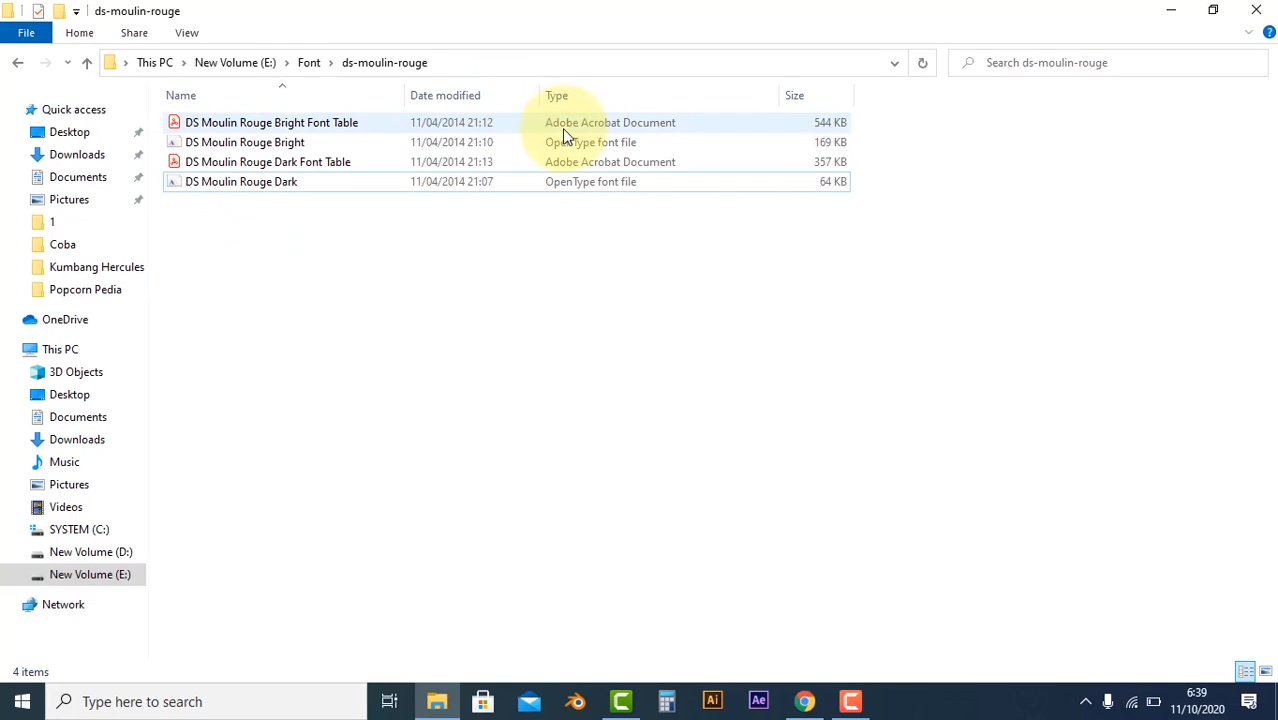 ds-moulin-rouge
File Home Share View
This PC New Volume (E:) Font ds-moulin-rouge Search ds-moulin-rouge
Name Date modified Type Size
DS Moulin Rouge Bright Font Table 11/04/2014 21:12 Adobe Acrobat Document 544 KB
DS Moulin Rouge Bright 11/04/2014 21:10 OpenType font file 169 KB
DS Moulin Rouge Dark Font Table 11/04/2014 21:13 Adobe Acrobat Document 357 KB
DS Moulin Rouge Dark 11/04/2014 21:07 OpenType font file 64 KB
Quick access
Desktop
Downloads
Documents
Pictures
1
Coba
Kumbang Hercules
Popcorn Pedia
OneDrive
This PC
3D Objects
Desktop
Documents
Downloads
Music
Pictures
Videos
SYSTEM (C:)
New Volume (D:)
New Volume (E:)
Network
4 items
Type here to search
Ai
Ae
6:39
11/10/2020